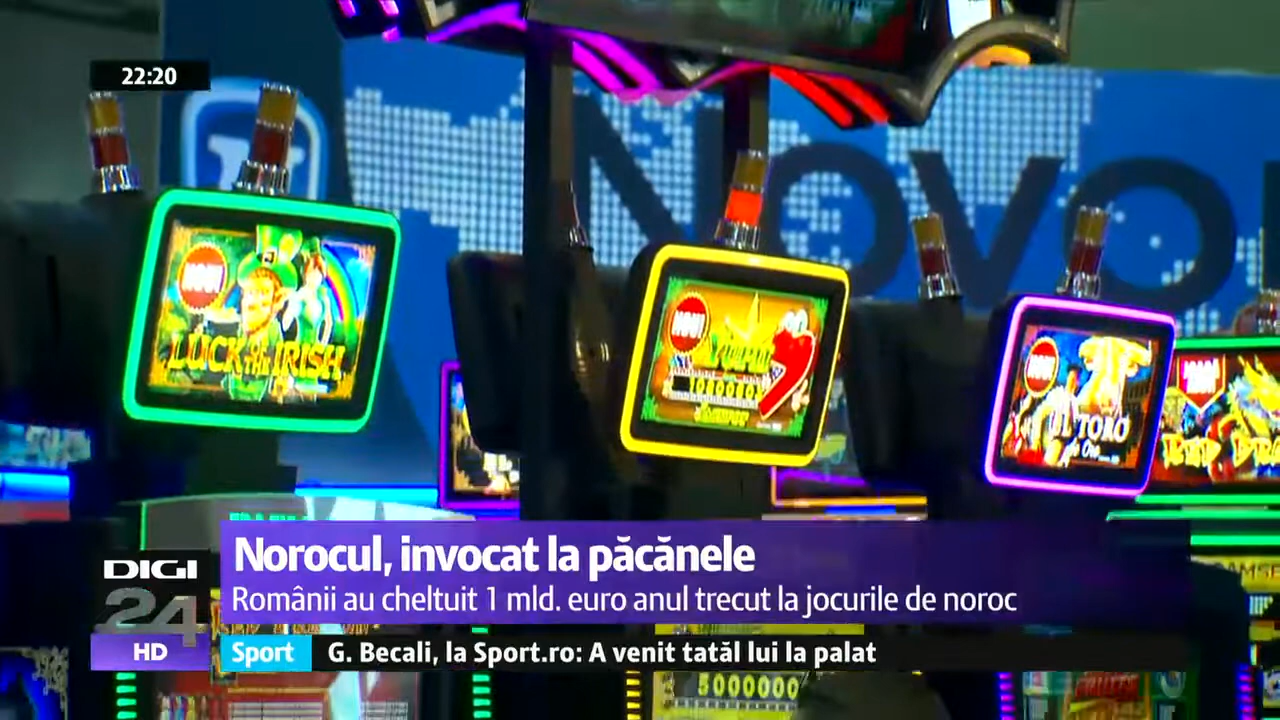 22:20
Novo
LUCK OF THE IRISH
EL TORO
de Oro
Norocul, invocat la păcănele
Românii au cheltuit 1 mld. euro anul trecut la jocurile de noroc
DIGI
24
HD
Sport
G. Becali, la Sport.ro: A venit tatăl lui la palat
5000000